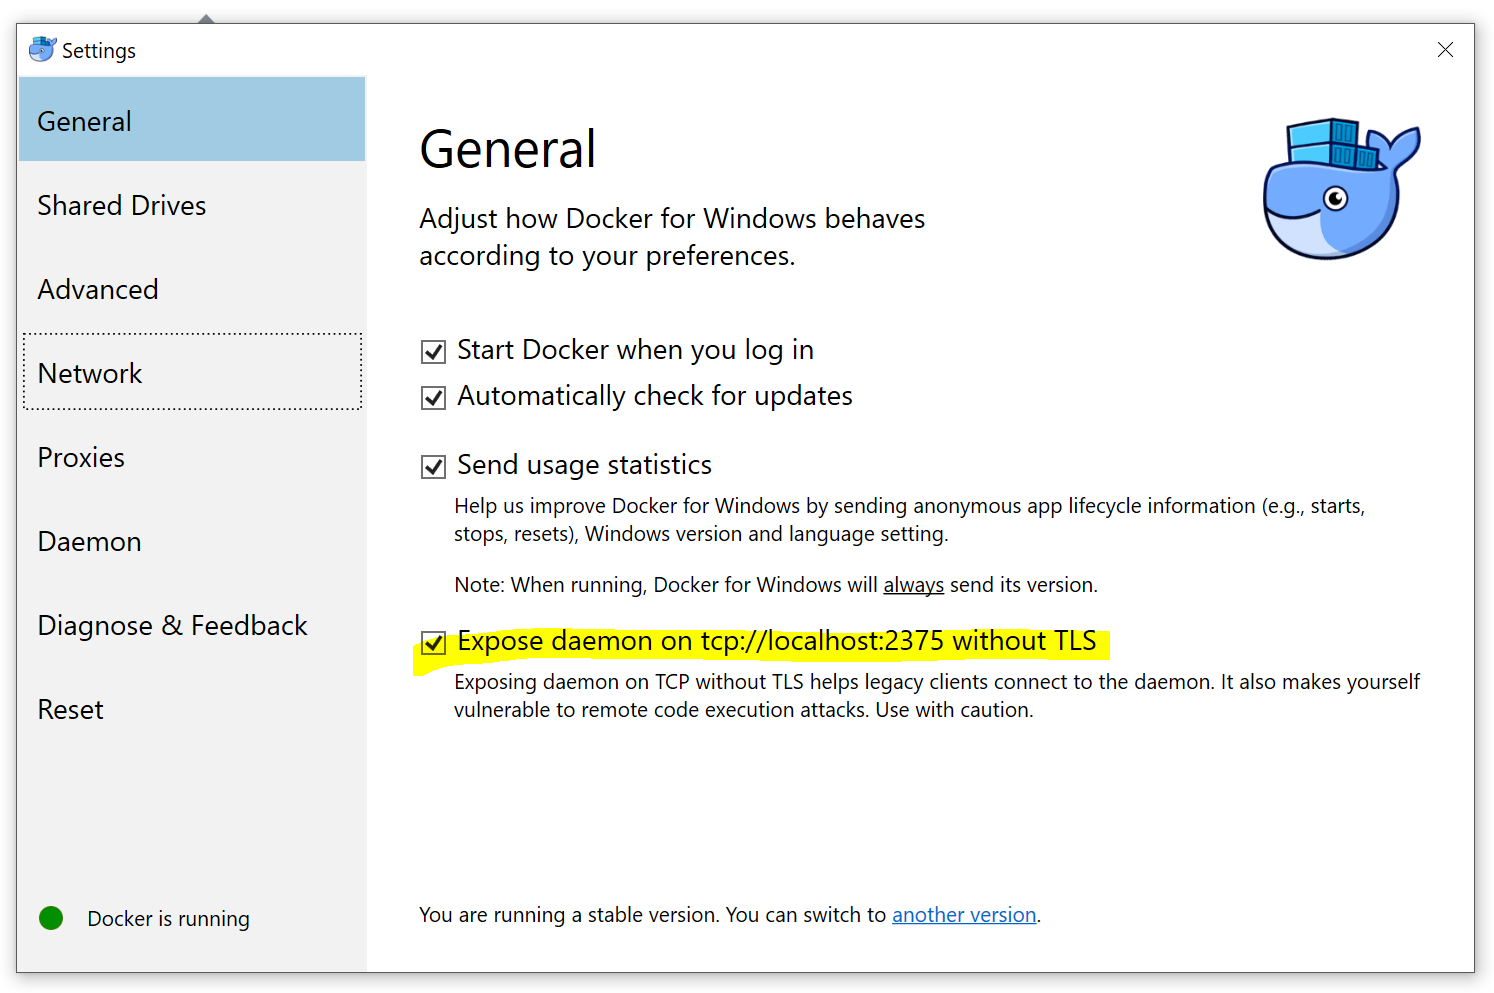 Settings
General
Shared Drives
Advanced
Network
Proxies
Daemon
Diagnose & Feedback
Reset
Docker is running
General
Adjust how Docker for Windows behaves
according to your preferences.
Start Docker when you log in
Automatically check for updates
Send usage statistics
Help us improve Docker for Windows by sending anonymous app lifecycle information (e.g., starts,
stops, resets), Windows version and language setting.
Note: When running, Docker for Windows will always send its version.
Expose daemon on tcp://localhost:2375 without TLS
Exposing daemon on TCP without TLS helps legacy clients connect to the daemon. It also makes yourself
vulnerable to remote code execution attacks. Use with caution.
You are running a stable version. You can switch to another version.